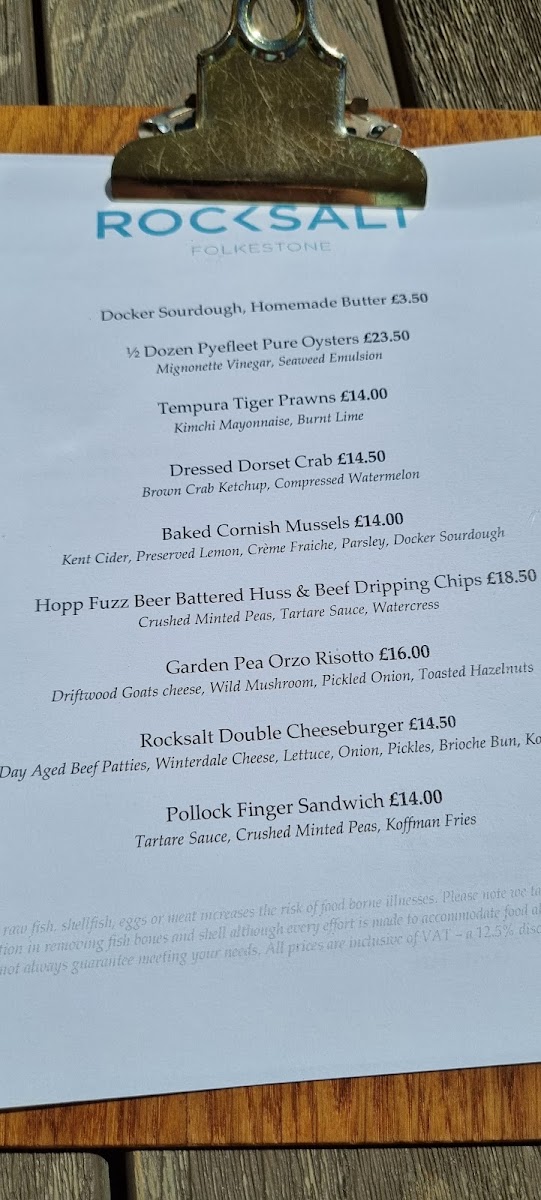 ROCKSALT
FOLKESTONE
Docker Sourdough, Homemade Butter £3.50
½ Dozen Pyefleet Pure Oysters £23.50
Mignonette Vinegar, Seaweed Emulsion
Tempura Tiger Prawns £14.00
Kimchi Mayonnaise, Burnt Lime
Dressed Dorset Crab £14.50
Brown Crab Ketchup, Compressed Watermelon
Baked Cornish Mussels £14.00
Kent Cider, Preserved Lemon, Crème Fraiche, Parsley, Docker Sourdough
Hopp Fuzz Beer Battered Huss & Beef Dripping Chips £18.50
Crushed Minted Peas, Tartare Sauce, Watercress
Garden Pea Orzo Risotto £16.00
Driftwood Goats cheese, Wild Mushroom, Pickled Onion, Toasted Hazelnuts
Rocksalt Double Cheeseburger £14.50
Day Aged Beef Patties, Winterdale Cheese, Lettuce, Onion, Pickles, Brioche Bun,
Pollock Finger Sandwich £14.00
Tartare Sauce, Crushed Minted Peas, Koffman Fries
raw fish, shellfish, eggs or meat increases the risk of food borne illnesses. Please note we
in removing fish bones and shell although every effort is made to accommodate food
not always guarantee meeting your needs. All prices are inclusive of VAT – a 12.5%